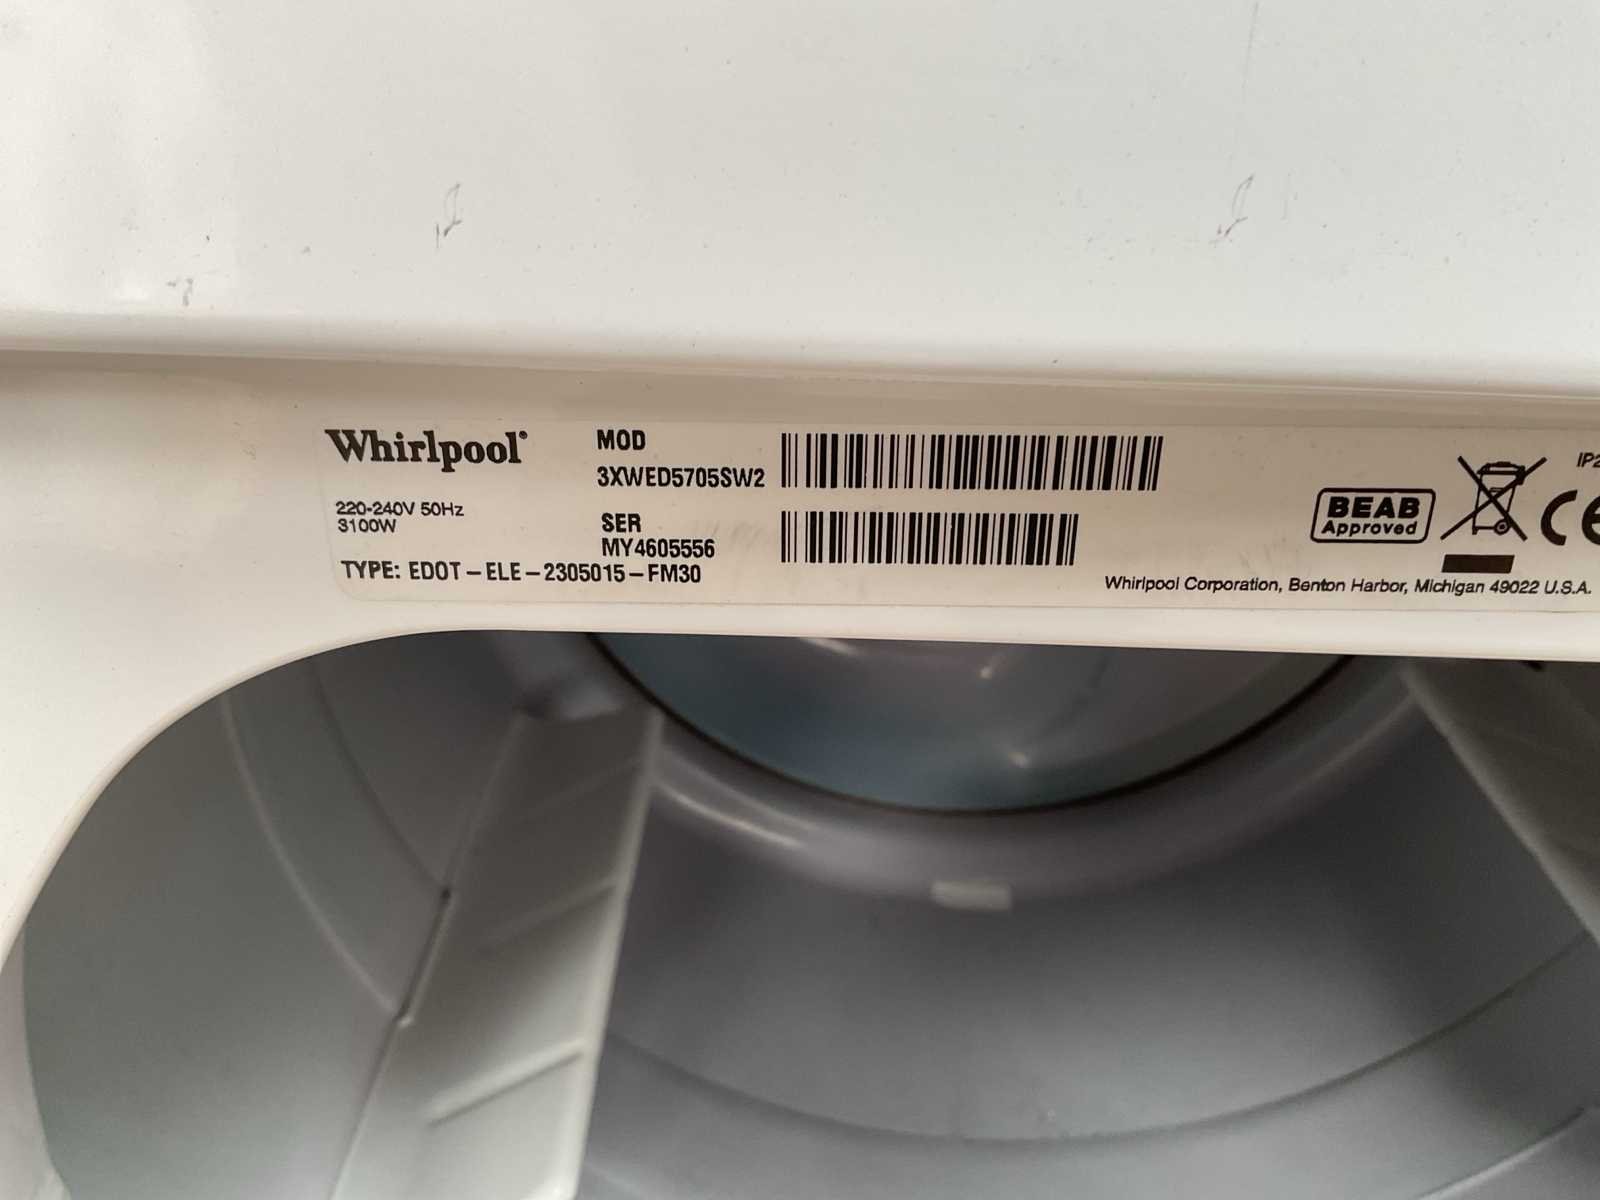 Whirlpool®
220-240V 50Hz
3100W
TYPE: EDOT-ELE-2305015-FM30
MOD
3XWED5705SW2
SER
MY4605556
BEAB
Approved
CE
Whirlpool Corporation, Benton Harbor, Michigan 49022 U.S.A.